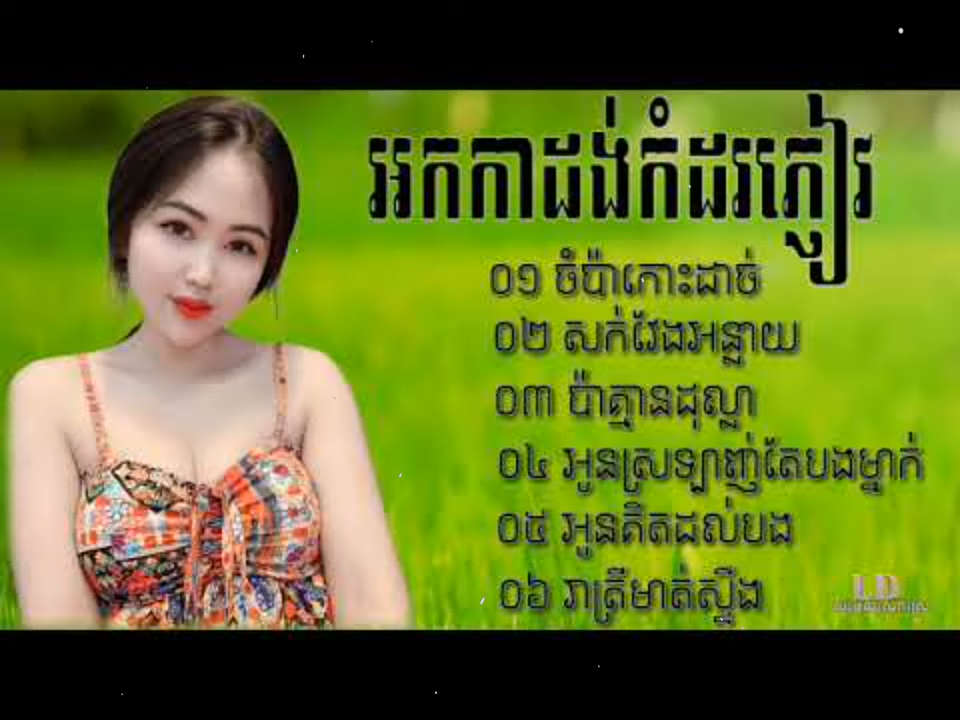 អកកាដង់កំដរភ្ញៀវ
០១ ចំប៉ាកោះដាច់
០២ សក់វែងអន្លាយ
០៣ ប៉ាគ្មានដុល្លា
០៤ អូនស្រឡាញ់តែបងម្នាក់
០៥ អូនគិតដល់បង
០៦ រាត្រីមាត់ស្ទឹង
LD